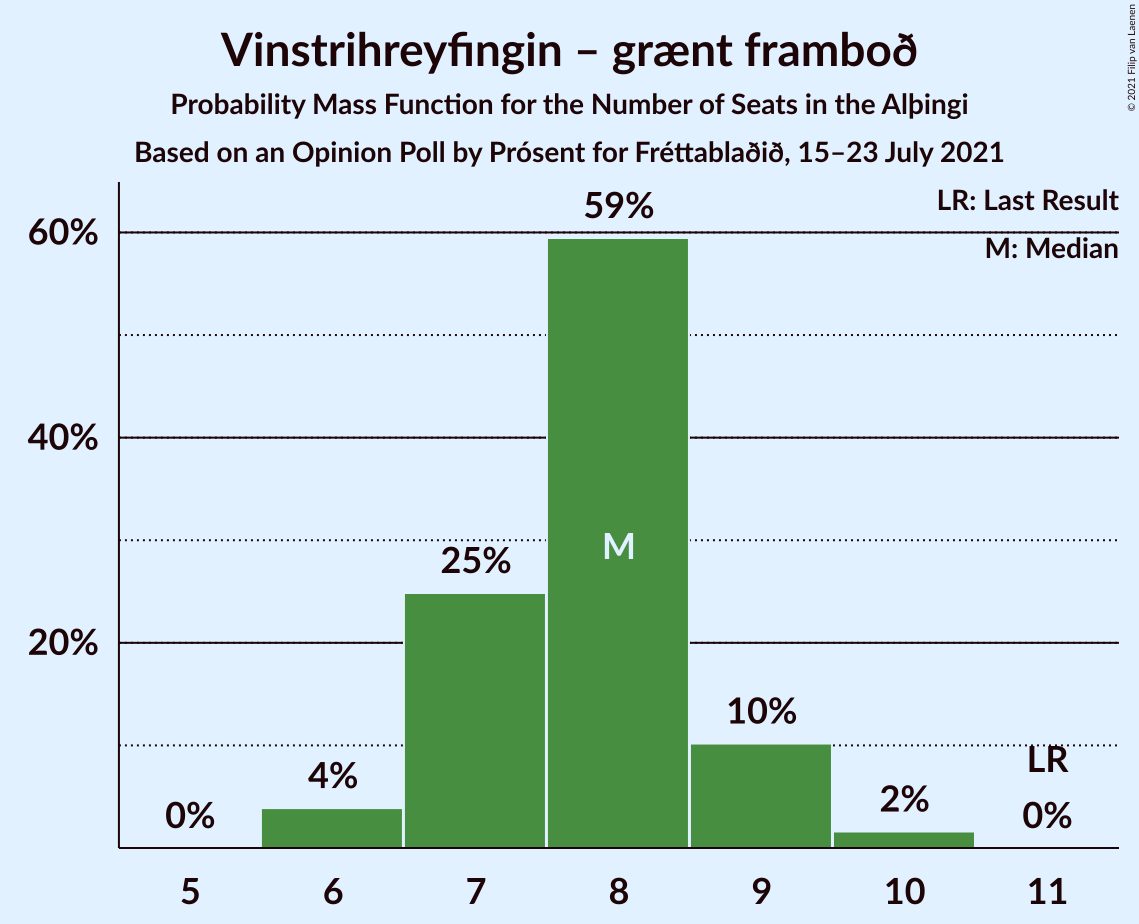 Vinstrihreyfingin – grænt framboð
Probability Mass Function for the Number of Seats in the Alþingi
Based on an Opinion Poll by Prósent for Fréttablaðið, 15–23 July 2021
© 2021 Filip van Laenen
LR: Last Result
M: Median
60%
40%
20%
0%
4%
25%
59%
M
10%
2%
LR
0%
5
6
7
8
9
10
11